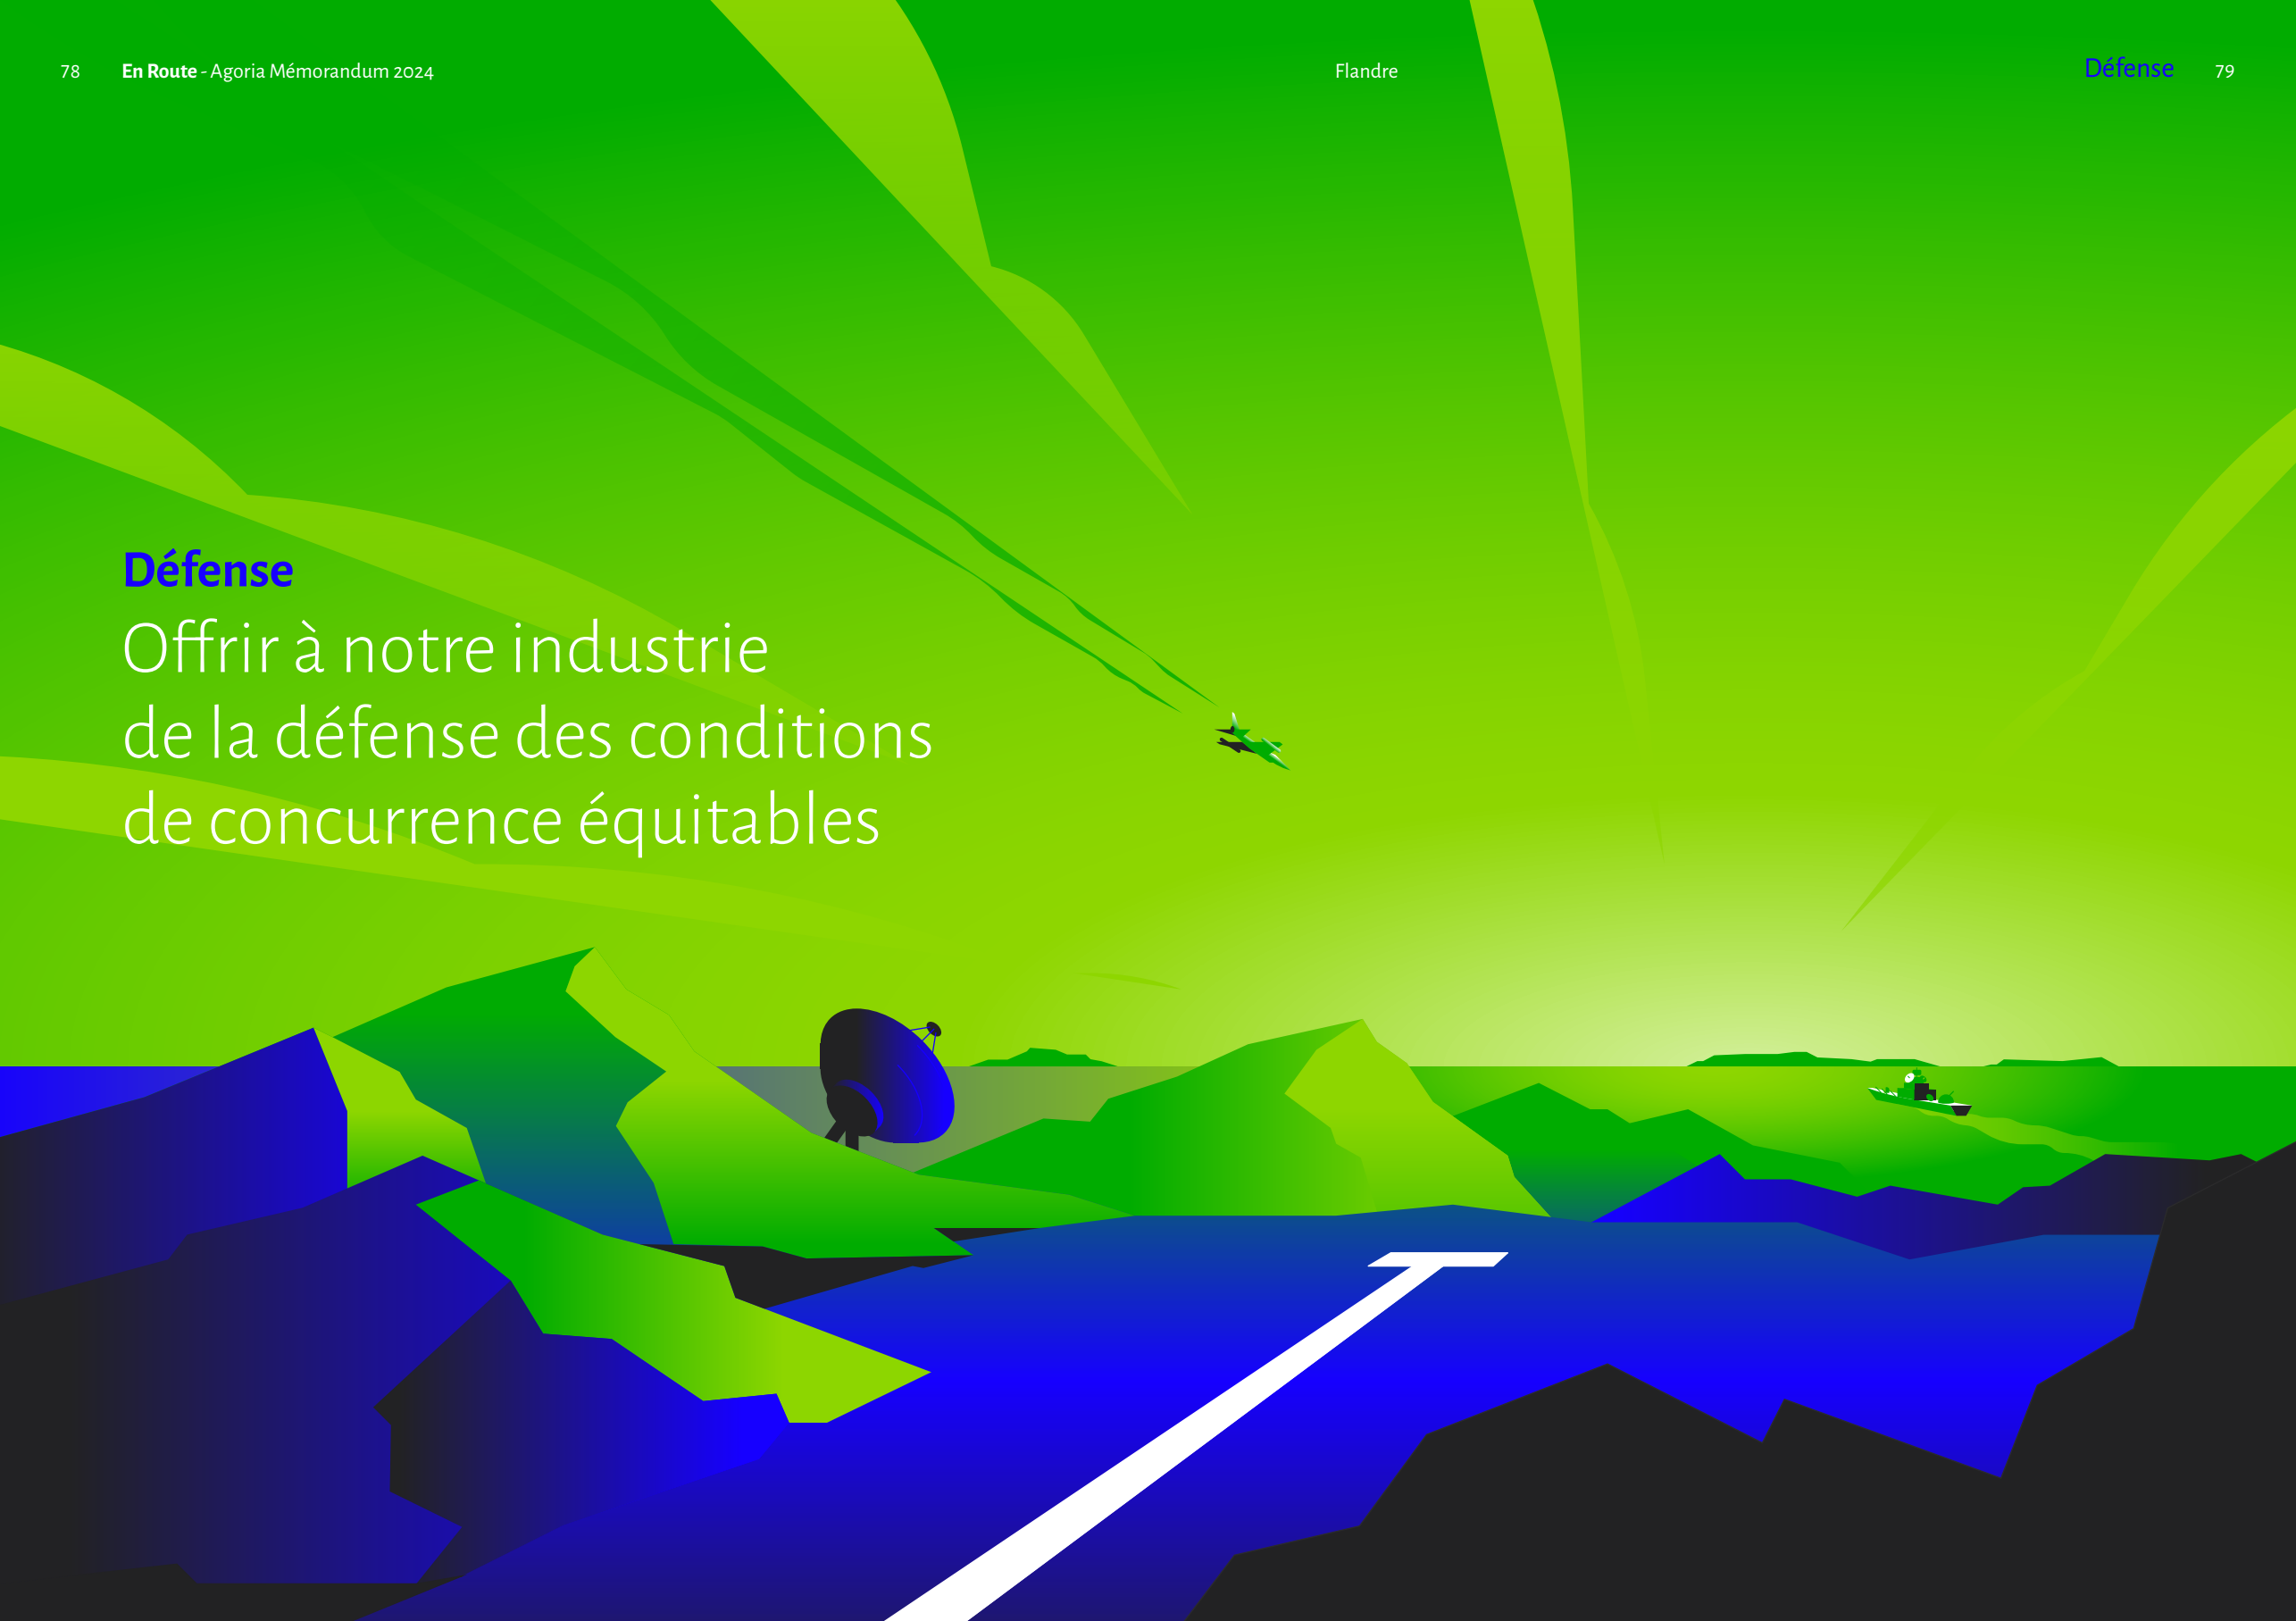 78 En Route - Agoria Mémorandum 2024
Flandre
Défense 79
Défense
Offrir à notre industrie
de la défense des conditions
de concurrence équitables